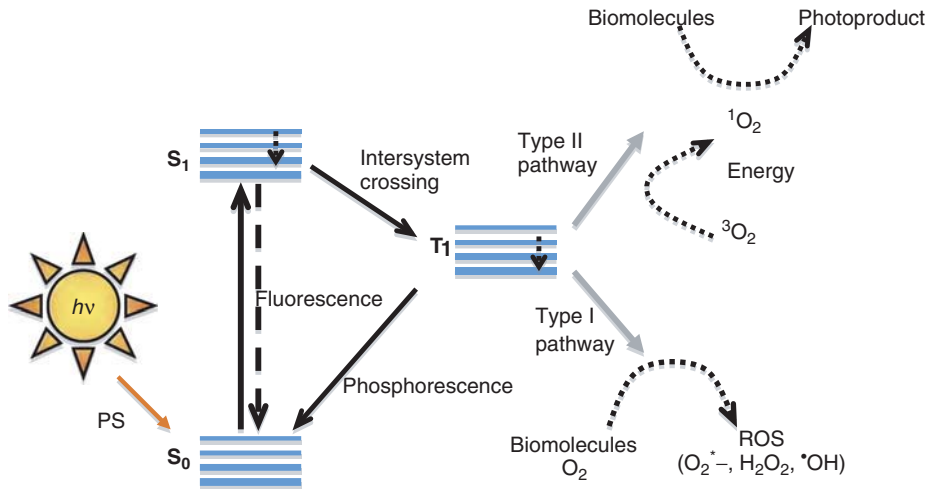 Biomolecules Photoproduct
¹O₂
Type II
pathway
Energy
³O₂
S₁
Intersystem
crossing
T₁
hν
Fluorescence
Type I
pathway
Phosphorescence
PS
S₀
Biomolecules
O₂
ROS
(O₂*–, H₂O₂, •OH)